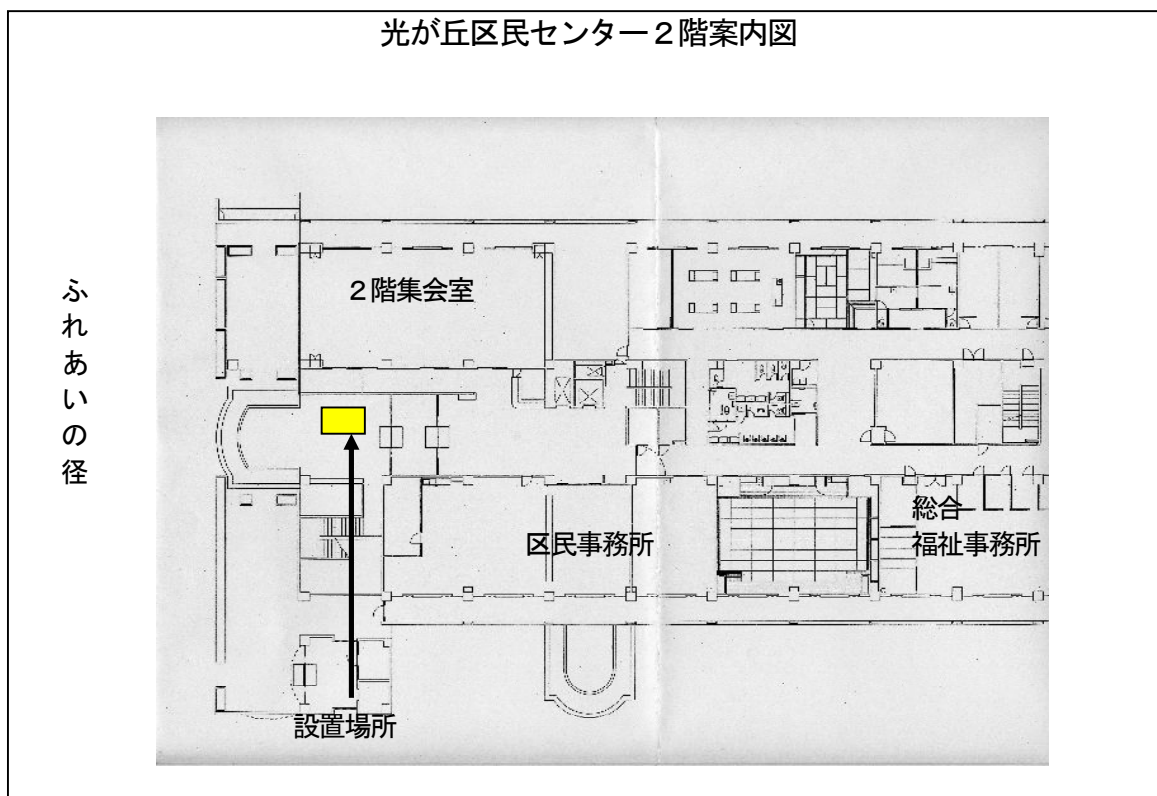 光が丘区民センター２階案内図
２階集会室
ふれあいの径
区民事務所
総合
福祉事務所
設置場所